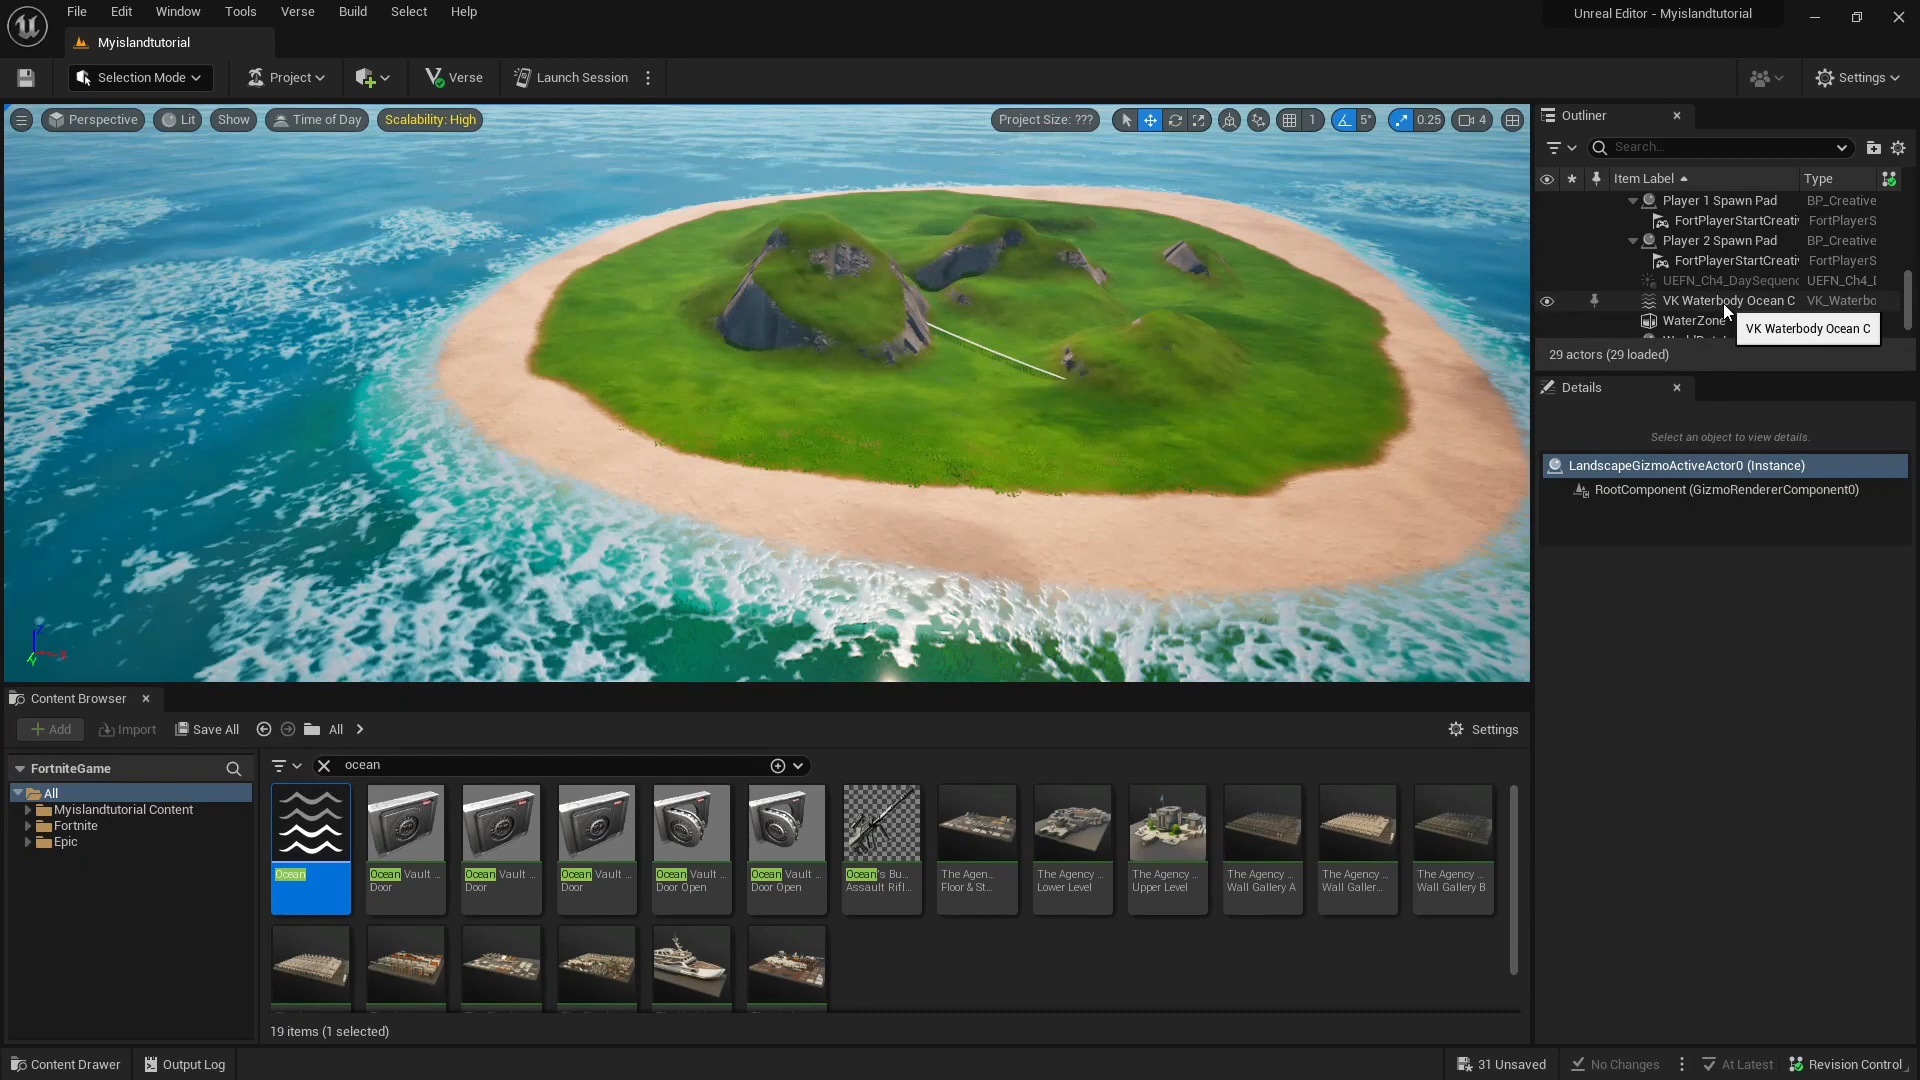 File Edit Window Tools Verse Build Select Help
Unreal Editor - Myislandtutorial
Myislandtutorial
Selection Mode Project Verse Launch Session Settings
Perspective Lit Show Time of Day Scalability: High Project Size: ??? 1 5° 0.25 4
Outliner
Search...
Item Label Type
Player 1 Spawn Pad BP_Creative
FortPlayerStartCreati FortPlayerS
Player 2 Spawn Pad BP_Creative
FortPlayerStartCreati FortPlayerS
UEFN_Ch4_DaySequenc UEFN_Ch4_D
VK Waterbody Ocean C VK_Waterbo
WaterZone
VK Waterbody Ocean C
29 actors (29 loaded)
Details
Select an object to view details.
LandscapeGizmoActiveActor0 (Instance)
RootComponent (GizmoRendererComponent0)
Z
X
Y
Content Browser
Add Import Save All All Settings
FortniteGame
All
Myislandtutorial Content
Fortnite
Epic
ocean
Ocean
Ocean Vault ...
Door
Ocean Vault ...
Door
Ocean Vault ...
Door
Ocean Vault ...
Door Open
Ocean Vault ...
Door Open
Ocean's Bu...
Assault Rifl...
The Agen...
Floor & St...
The Agency ...
Lower Level
The Agency ...
Upper Level
The Agency ...
Wall Gallery A
The Agency ...
Wall Galler...
The Agency ...
Wall Gallery B
19 items (1 selected)
Content Drawer Output Log 31 Unsaved No Changes At Latest Revision Control